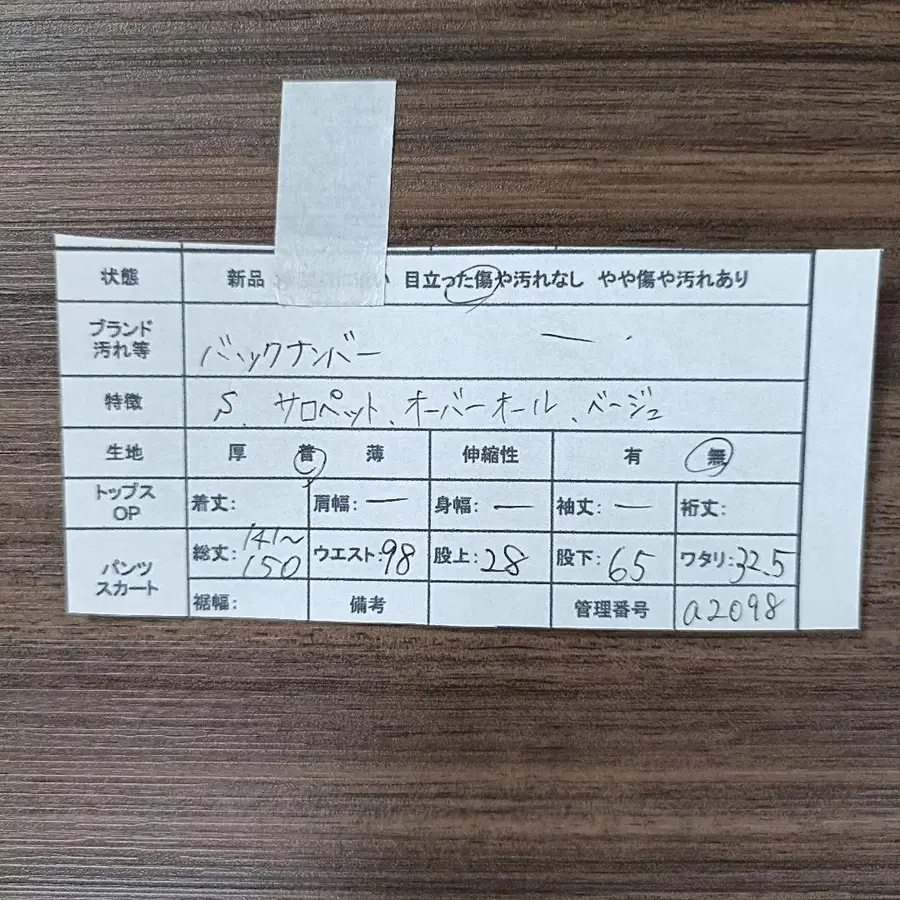 状態 新品 い 目立った傷や汚れなし やや傷や汚れあり
ブランド
汚れ等 バックナンバー ー
特徴 S、サロペット、オーバーオール、ベージュ
生地 厚 普 薄 伸縮性 有 無
トップス
OP 着丈: 肩幅:ー 身幅:ー 袖丈:ー 裄丈:
パンツ
スカート 総丈:141〜
150 ウエスト:98 股上:28 股下:65 ワタリ:32.5
裾幅: 備考 管理番号 a2098